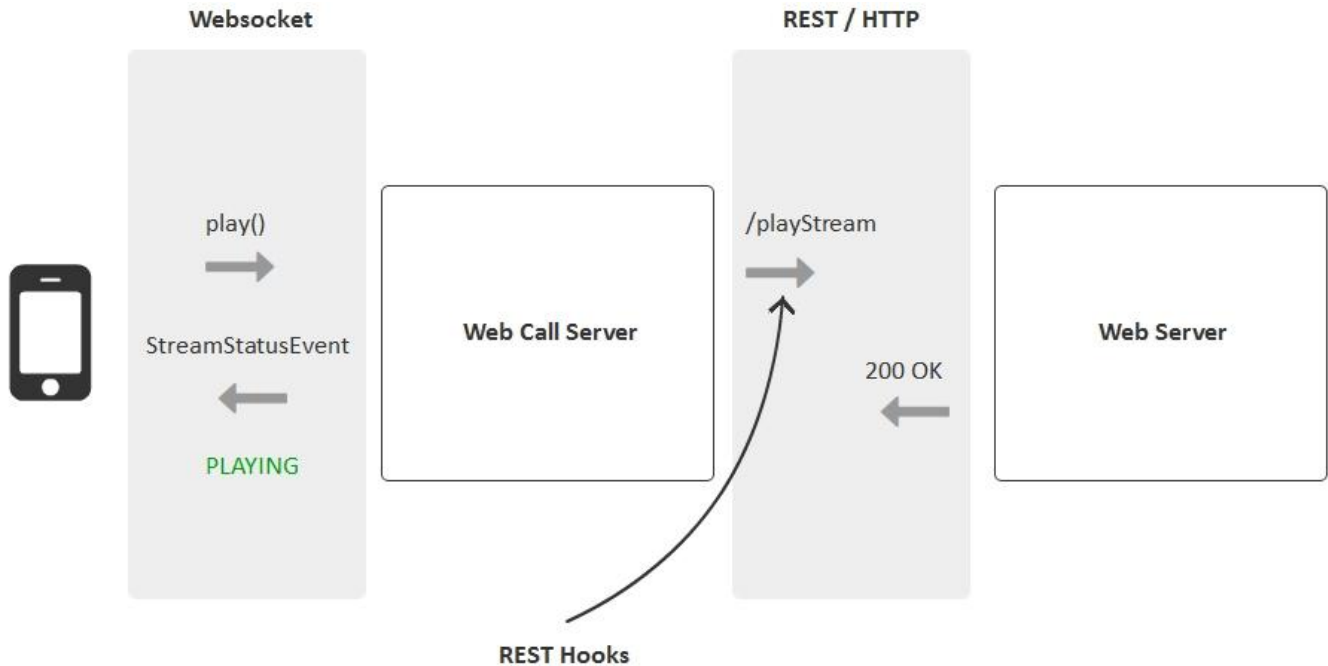 Websocket
REST / HTTP
play()
/playStream
Web Call Server
Web Server
StreamStatusEvent
200 OK
PLAYING
REST Hooks